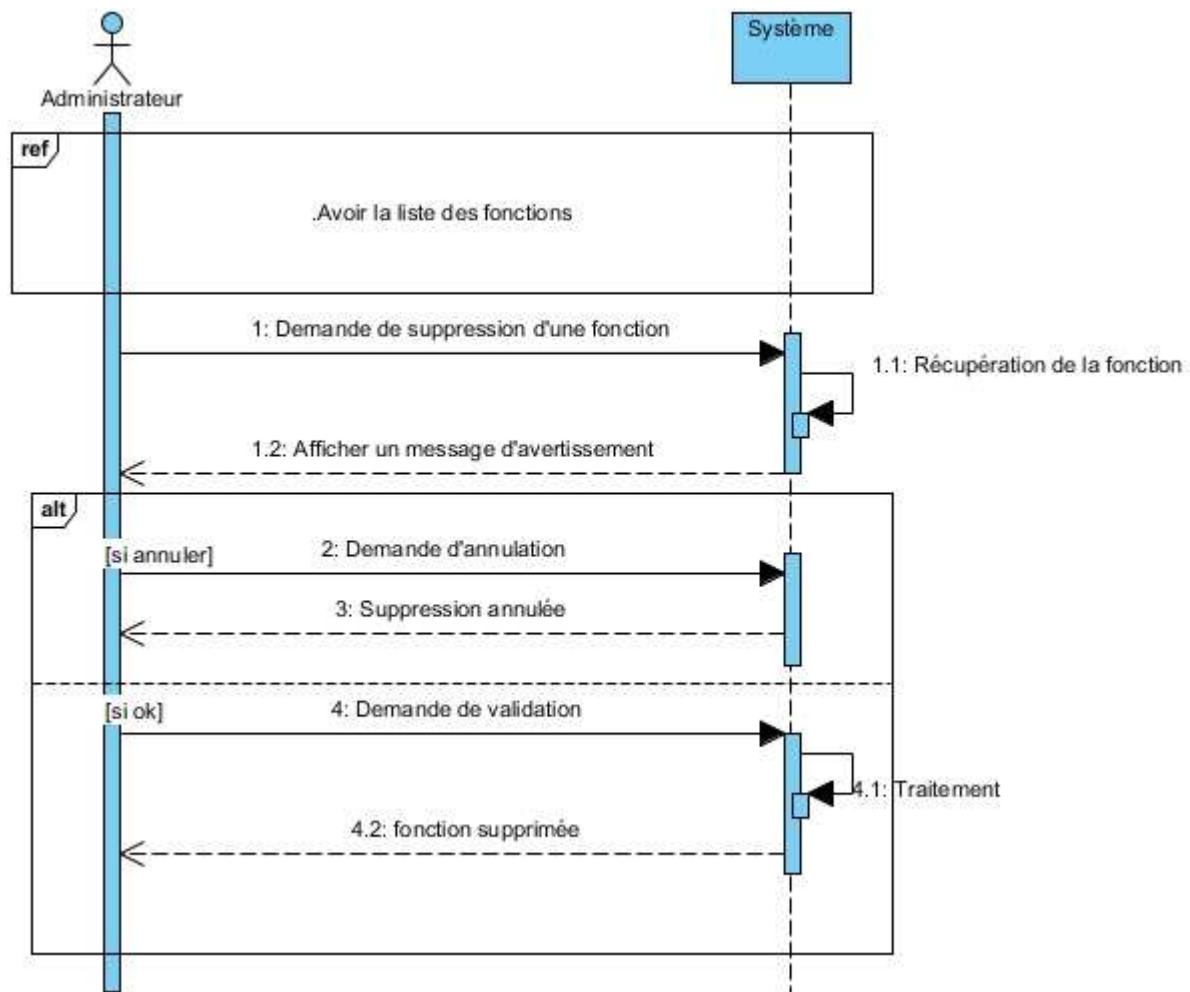 Système
Administrateur
ref
.Avoir la liste des fonctions
1: Demande de suppression d'une fonction
1.1: Récupération de la fonction
1.2: Afficher un message d'avertissement
alt
[si annuler]
2: Demande d'annulation
3: Suppression annulée
[si ok]
4: Demande de validation
4.1: Traitement
4.2: fonction supprimée